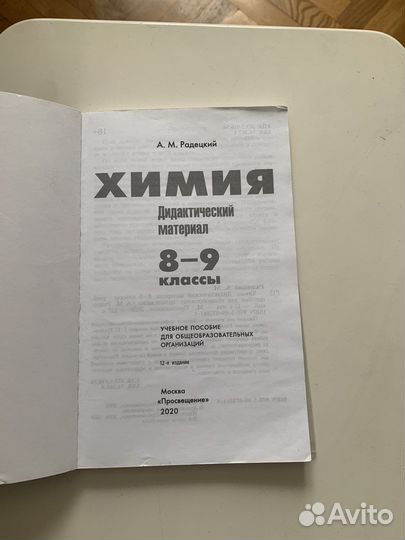 А. М. Радецкий
ХИМИЯ
Дидактический
материал
8–9
классы
УЧЕБНОЕ ПОСОБИЕ
ДЛЯ ОБЩЕОБРАЗОВАТЕЛЬНЫХ
ОРГАНИЗАЦИЙ
12-е издание
Москва
«Просвещение»
2020
Avito